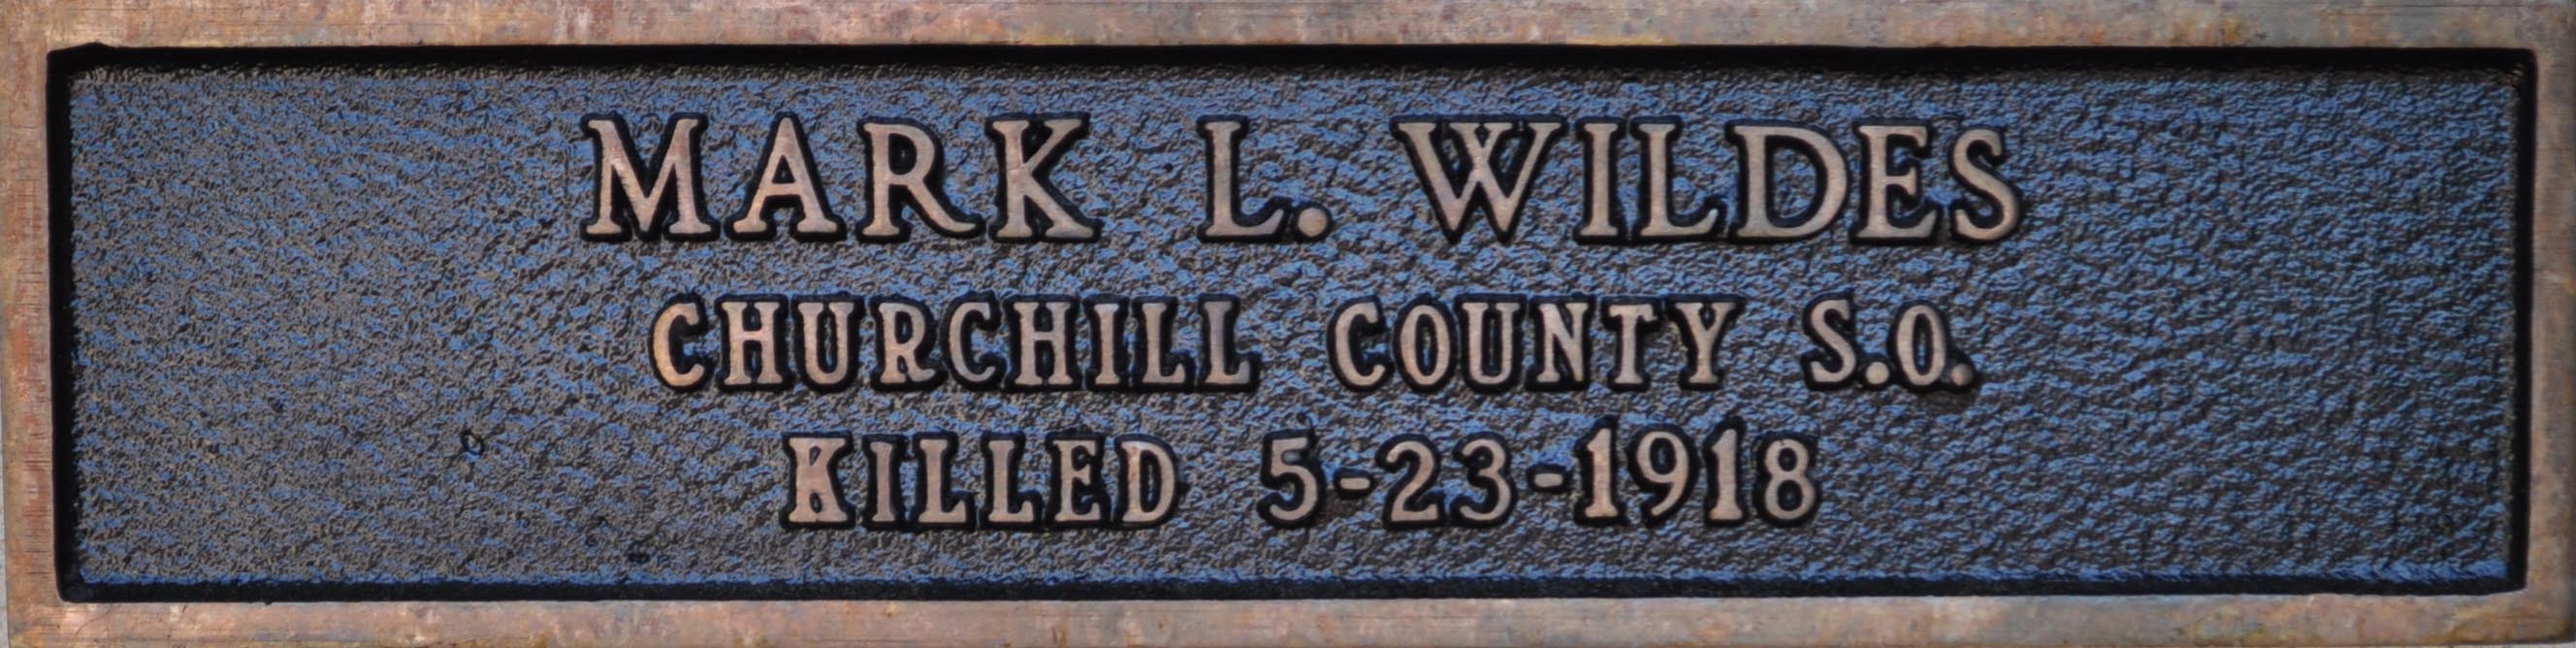 MARK L. WILDES
CHURCHILL COUNTY S.O.
KILLED 5-23-1918